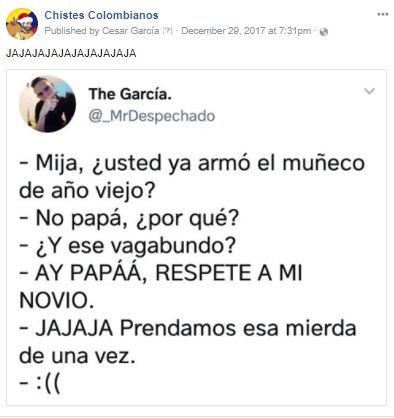 Chistes Colombianos
Published by Cesar García [?] · December 29, 2017 at 7:31pm ·
JAJAJAJAJAJAJAJAJAJA
The García.
@_MrDespechado
- Mija, ¿usted ya armó el muñeco
de año viejo?
- No papá, ¿por qué?
- ¿Y ese vagabundo?
- AY PAPÁÁ, RESPETE A MI
NOVIO.
- JAJAJA Prendamos esa mierda
de una vez.
- :((